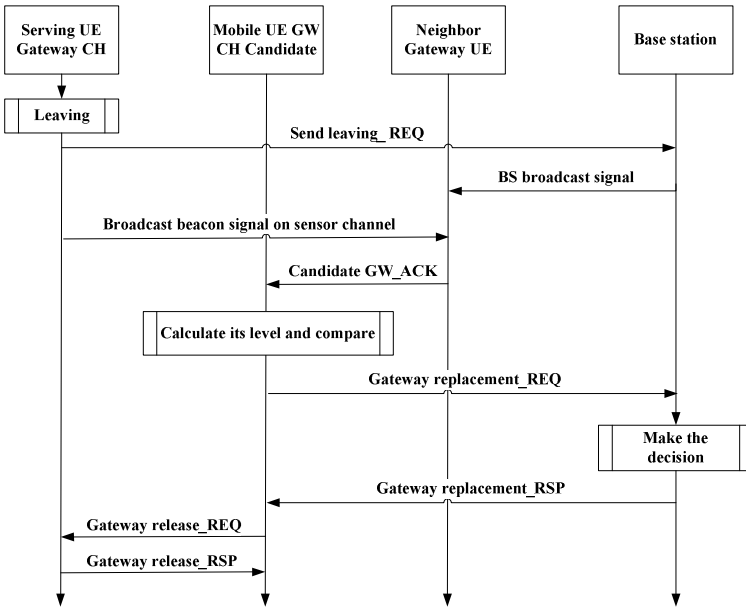 Serving UE
Gateway CH
Mobile UE GW
CH Candidate
Neighbor
Gateway UE
Base station
Leaving
Send leaving_ REQ
BS broadcast signal
Broadcast beacon signal on sensor channel
Candidate GW_ACK
Calculate its level and compare
Gateway replacement_REQ
Make the
decision
Gateway replacement_RSP
Gateway release_REQ
Gateway release_RSP